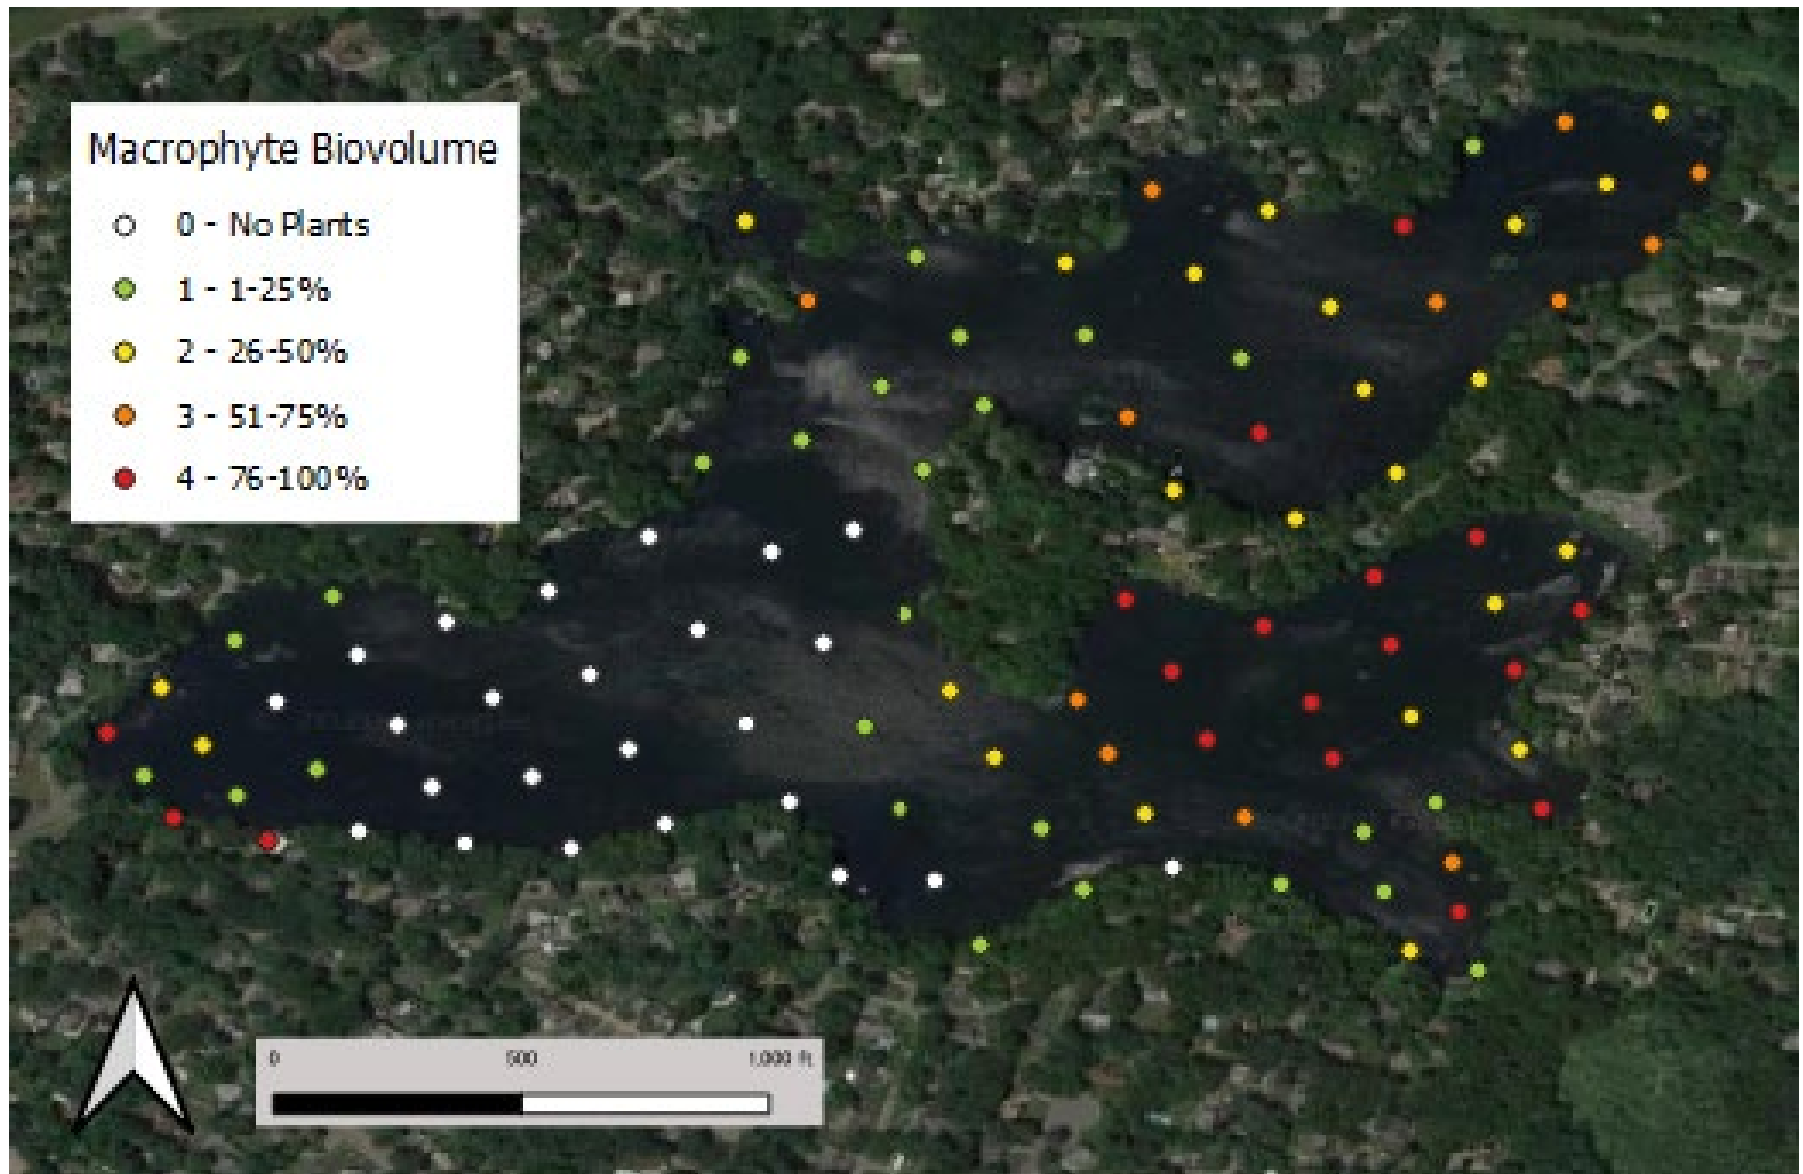 Macrophyte Biovolume
0 - No Plants
1 - 1-25%
2 - 26-50%
3 - 51-75%
4 - 76-100%
0 500 1,000 ft